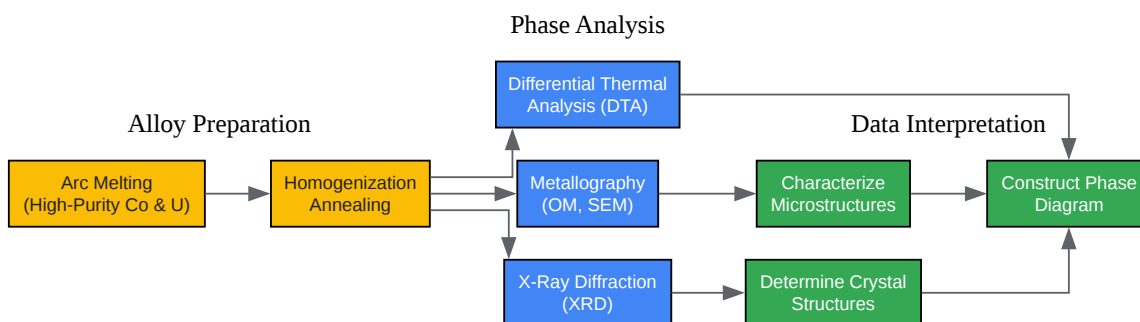 Phase Analysis
Differential Thermal
Analysis (DTA)
Alloy Preparation
Data Interpretation
Arc Melting
(High-Purity Co & U)
Homogenization
Annealing
Metallography
(OM, SEM)
Characterize
Microstructures
Construct Phase
Diagram
X-Ray Diffraction
(XRD)
Determine Crystal
Structures